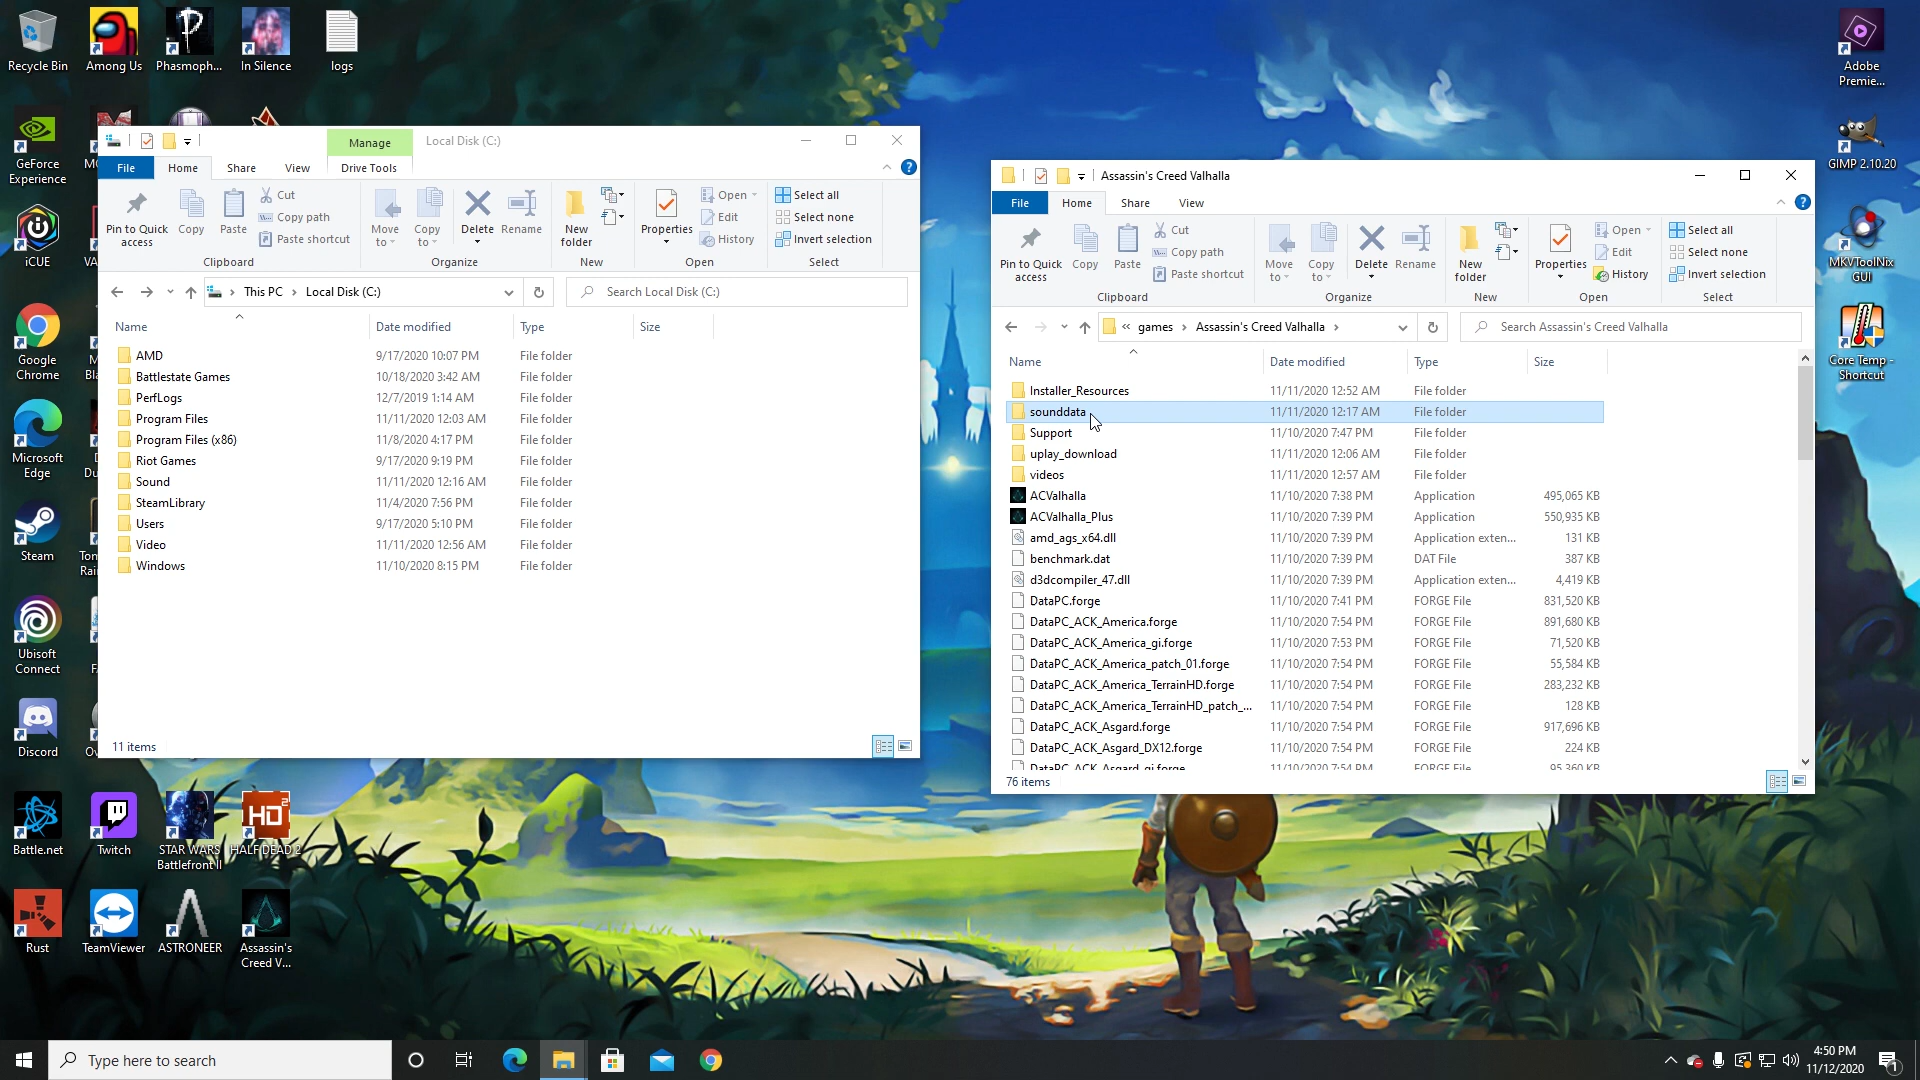 Recycle Bin
Among Us
Phasmoph...
In Silence
logs
GeForce
Experience
iCUE
Google
Chrome
Microsoft
Edge
Steam
Ubisoft
Connect
Discord
Battle.net
Twitch
STAR WARS
Battlefront II
HALF DEAD 2
Rust
TeamViewer
ASTRONEER
Assassin's
Creed V...
Adobe
Premie...
GIMP 2.10.20
MKVToolNix
GUI
Core Temp -
Shortcut
Manage
Local Disk (C:)
File
Home
Share
View
Drive Tools
Pin to Quick
access
Copy
Paste
Cut
Copy path
Paste shortcut
Clipboard
Move
to
Copy
to
Delete
Rename
Organize
New
folder
New
Properties
Open
Edit
History
Open
Select all
Select none
Invert selection
Select
This PC > Local Disk (C:)
Search Local Disk (C:)
Name Date modified Type Size
AMD 9/17/2020 10:07 PM File folder
Battlestate Games 10/18/2020 3:42 AM File folder
PerfLogs 12/7/2019 1:14 AM File folder
Program Files 11/11/2020 12:03 AM File folder
Program Files (x86) 11/8/2020 4:17 PM File folder
Riot Games 9/17/2020 9:19 PM File folder
Sound 11/11/2020 12:16 AM File folder
SteamLibrary 11/4/2020 7:56 PM File folder
Users 9/17/2020 5:10 PM File folder
Video 11/11/2020 12:56 AM File folder
Windows 11/10/2020 8:15 PM File folder
11 items
Assassin's Creed Valhalla
File
Home
Share
View
Pin to Quick
access
Copy
Paste
Cut
Copy path
Paste shortcut
Clipboard
Move
to
Copy
to
Delete
Rename
Organize
New
folder
New
Properties
Open
Edit
History
Open
Select all
Select none
Invert selection
Select
« games > Assassin's Creed Valhalla >
Search Assassin's Creed Valhalla
Name Date modified Type Size
Installer_Resources 11/11/2020 12:52 AM File folder
sounddata 11/11/2020 12:17 AM File folder
Support 11/10/2020 7:47 PM File folder
uplay_download 11/11/2020 12:06 AM File folder
videos 11/11/2020 12:57 AM File folder
ACValhalla 11/10/2020 7:38 PM Application 495,065 KB
ACValhalla_Plus 11/10/2020 7:39 PM Application 550,935 KB
amd_ags_x64.dll 11/10/2020 7:39 PM Application exten... 131 KB
benchmark.dat 11/10/2020 7:39 PM DAT File 387 KB
d3dcompiler_47.dll 11/10/2020 7:39 PM Application exten... 4,419 KB
DataPC.forge 11/10/2020 7:41 PM FORGE File 831,520 KB
DataPC_ACK_America.forge 11/10/2020 7:54 PM FORGE File 891,680 KB
DataPC_ACK_America_gi.forge 11/10/2020 7:53 PM FORGE File 71,520 KB
DataPC_ACK_America_patch_01.forge 11/10/2020 7:54 PM FORGE File 55,584 KB
DataPC_ACK_America_TerrainHD.forge 11/10/2020 7:54 PM FORGE File 283,232 KB
DataPC_ACK_America_TerrainHD_patch_... 11/10/2020 7:54 PM FORGE File 128 KB
DataPC_ACK_Asgard.forge 11/10/2020 7:54 PM FORGE File 917,696 KB
DataPC_ACK_Asgard_DX12.forge 11/10/2020 7:54 PM FORGE File 224 KB
DataPC_ACK_Asgard_gi.forge 11/10/2020 7:54 PM FORGE File 95,360 KB
76 items
Type here to search
4:50 PM
11/12/2020
1